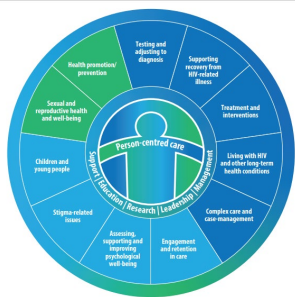 Testing and
adjusting to
diagnosis
Supporting
recovery from
HIV-related
illness
Treatment and
interventions
Living with HIV
and other long-term
health conditions
Complex care and
case-management
Engagement
and retention
in care
Assessing,
supporting and
improving
psychological
well-being
Stigma-related
issues
Children and
young people
Sexual and
reproductive health
and well-being
Health promotion/
prevention
Person-centred care
Support | Education | Research | Leadership | Management